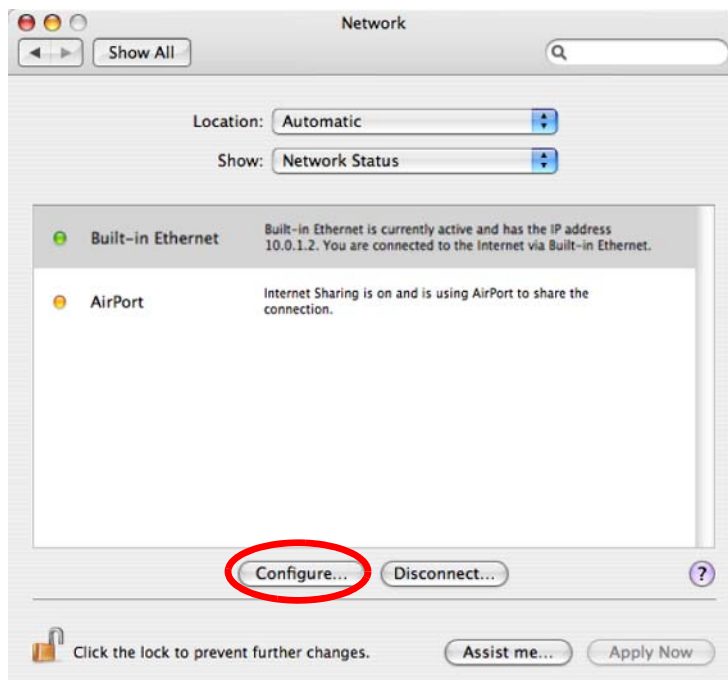 Network
Show All
Location: Automatic
Show: Network Status
Built-in Ethernet
Built-in Ethernet is currently active and has the IP address
10.0.1.2. You are connected to the Internet via Built-in Ethernet.
AirPort
Internet Sharing is on and is using AirPort to share the
connection.
Configure... Disconnect... ?
Click the lock to prevent further changes. Assist me... Apply Now